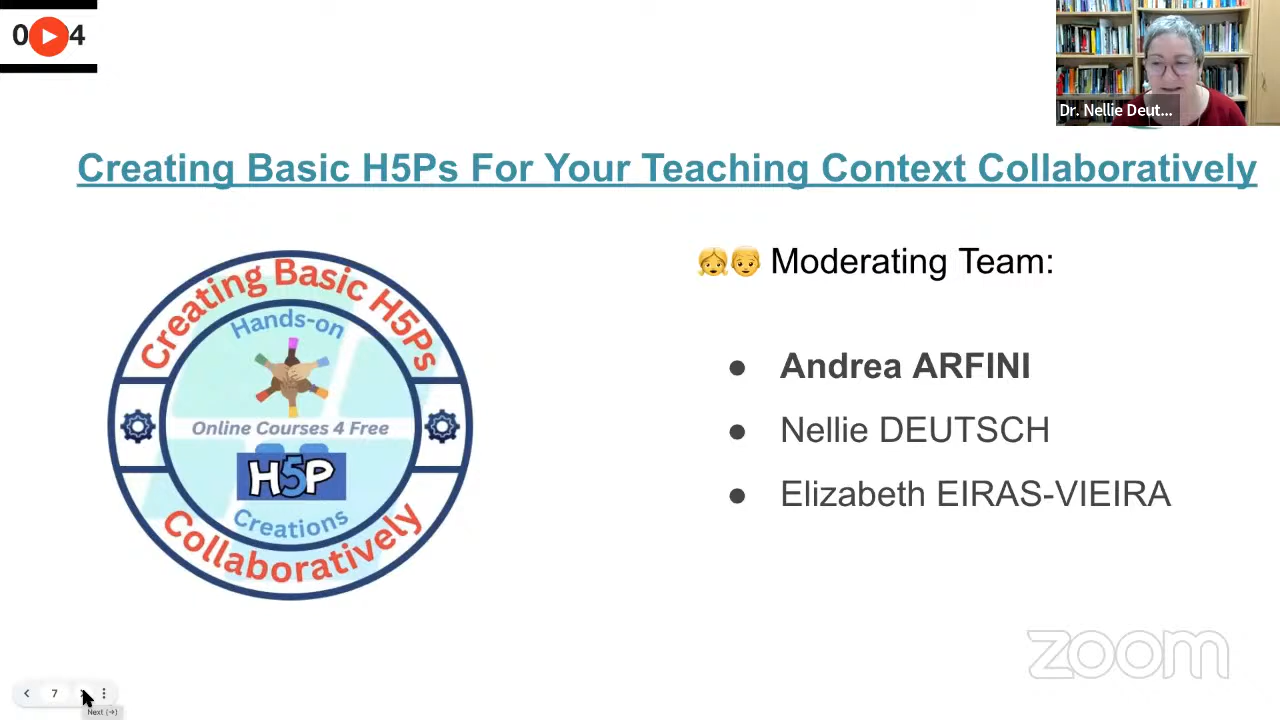 0 4
Dr. Nellie Deut...
Creating Basic H5Ps For Your Teaching Context Collaboratively
Creating Basic H5Ps
Hands-on
Online Courses 4 Free
H5P
Creations
Collaboratively
Moderating Team:
● Andrea ARFINI
● Nellie DEUTSCH
● Elizabeth EIRAS-VIEIRA
zoom
7
Next (→)